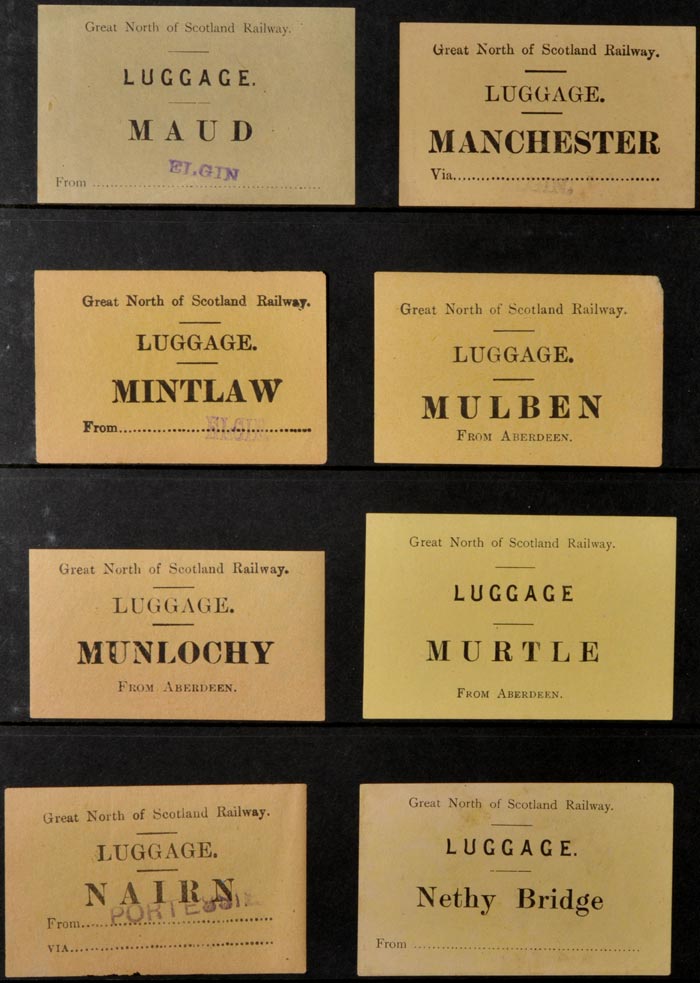 Great North of Scotland Railway.
LUGGAGE.
MAUD
ELGIN
From
Great North of Scotland Railway.
LUGGAGE.
MANCHESTER
Via
Great North of Scotland Railway.
LUGGAGE.
MINTLAW
From
ELGIN
Great North of Scotland Railway.
LUGGAGE.
MULBEN
FROM ABERDEEN.
Great North of Scotland Railway.
LUGGAGE.
MUNLOCHY
FROM ABERDEEN.
Great North of Scotland Railway.
LUGGAGE
MURTLE
FROM ABERDEEN.
Great North of Scotland Railway.
LUGGAGE.
NAIRN
PORTESSIE
From
VIA
Great North of Scotland Railway.
LUGGAGE.
Nethy Bridge
From